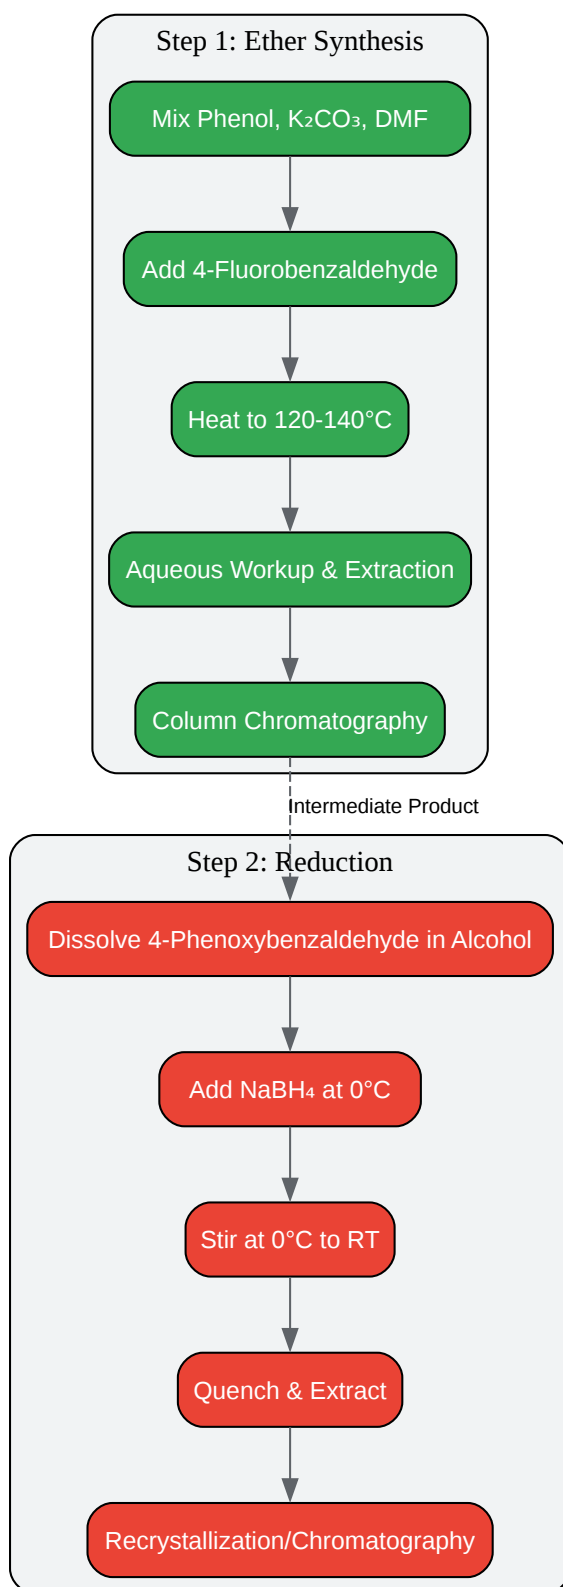 Step 1: Ether Synthesis
Mix Phenol, K₂CO₃, DMF
Add 4-Fluorobenzaldehyde
Heat to 120-140°C
Aqueous Workup & Extraction
Column Chromatography
Intermediate Product
Step 2: Reduction
Dissolve 4-Phenoxybenzaldehyde in Alcohol
Add NaBH₄ at 0°C
Stir at 0°C to RT
Quench & Extract
Recrystallization/Chromatography